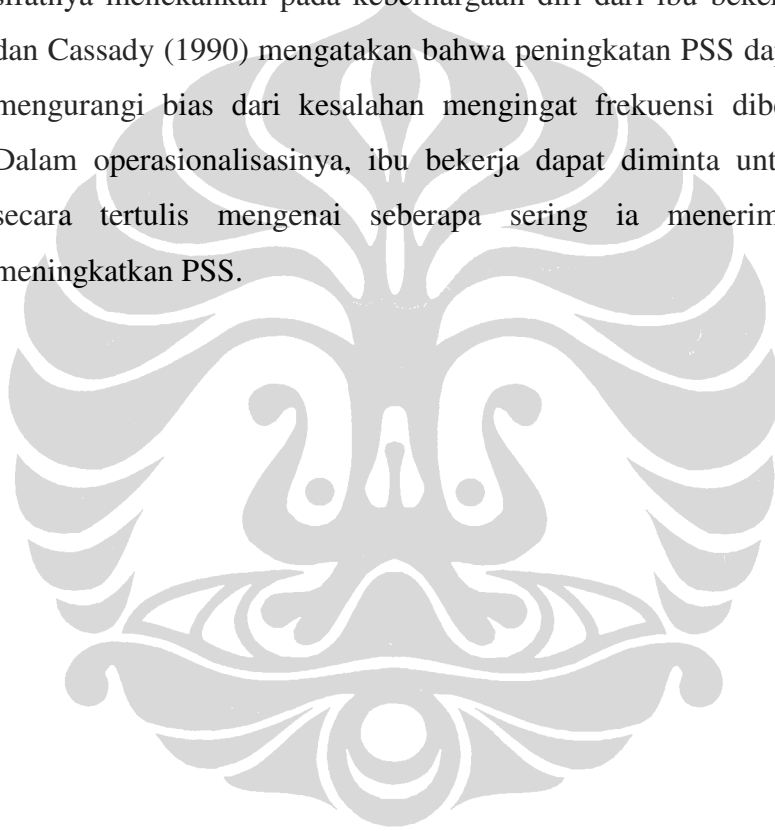 sifatnya menekankan pada keberhargaan diri dari ibu
dan Cassady (1990) mengatakan bahwa peningkatan PSS
mengurangi bias dari kesalahan mengingat frekuensi
Dalam operasionalisasinya, ibu bekerja dapat diminta
secara tertulis mengenai seberapa sering ia
meningkatkan PSS.